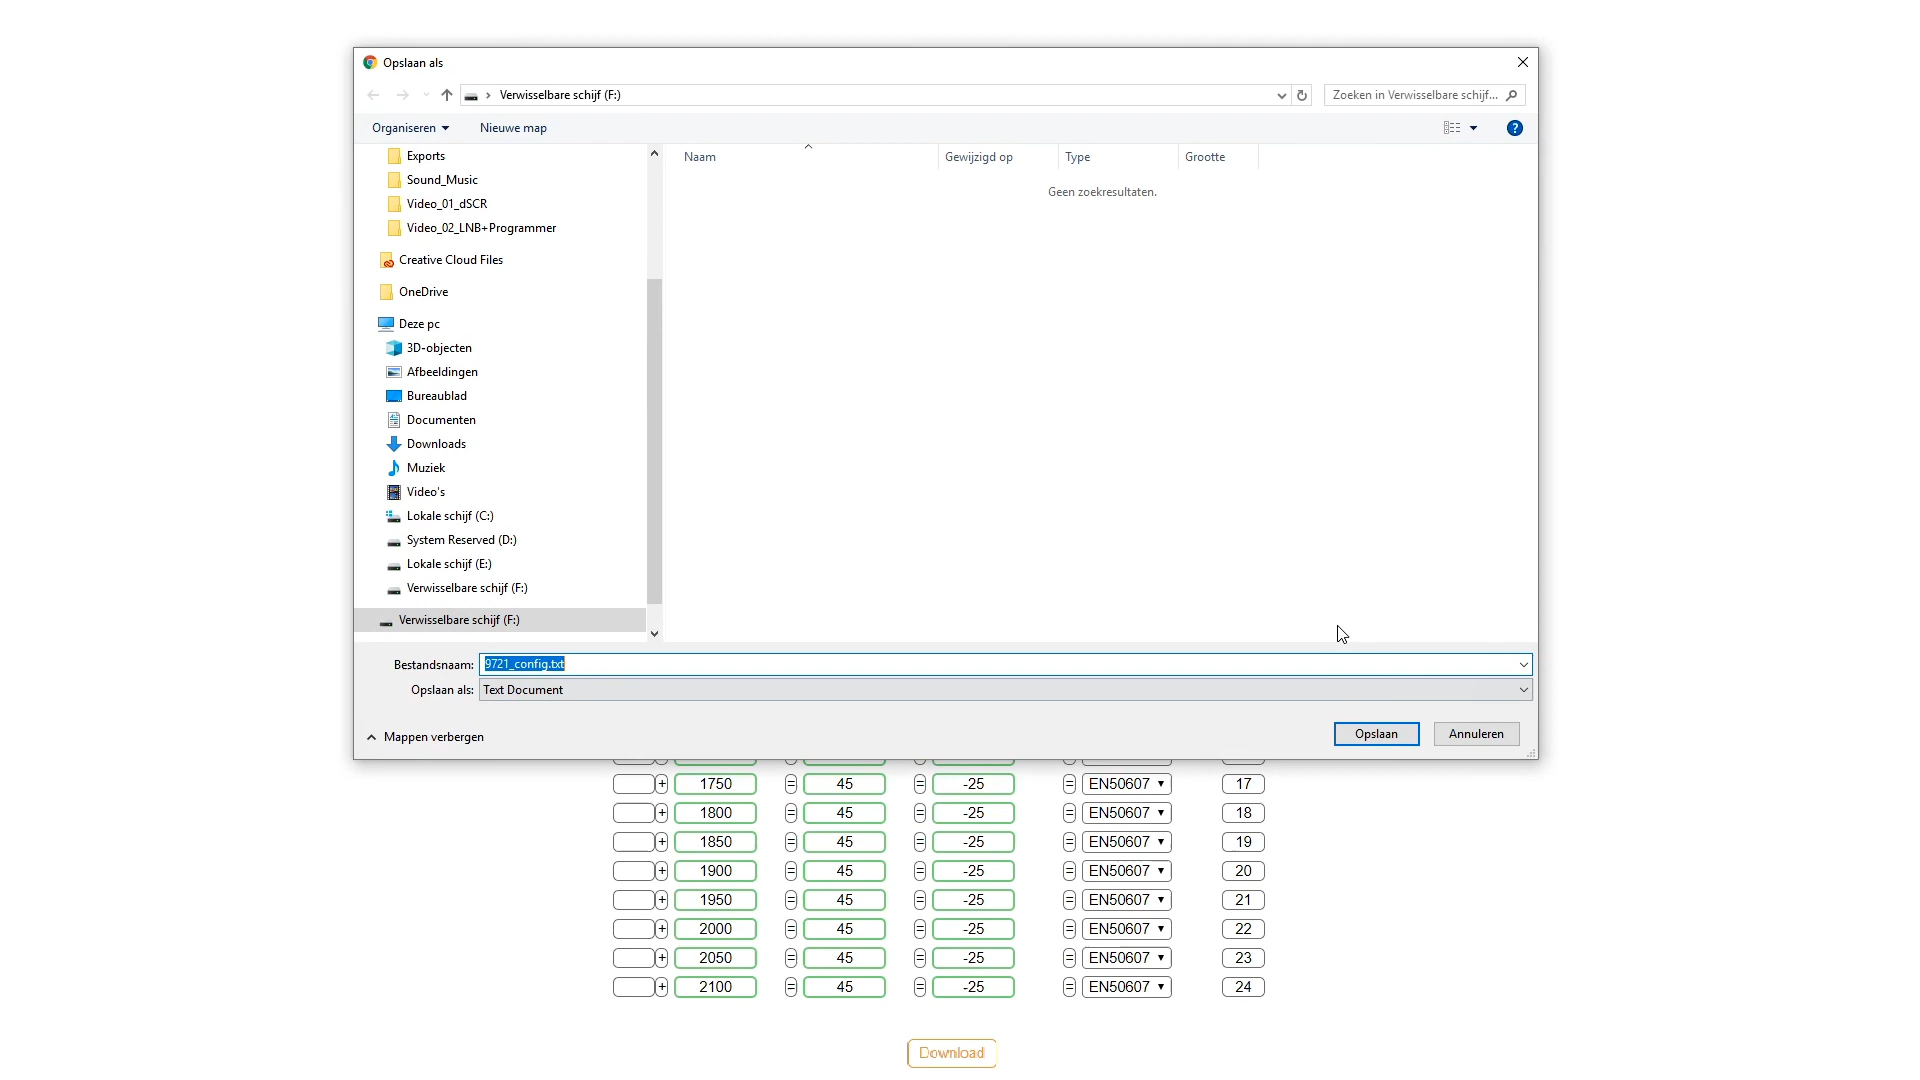 Opslaan als
Verwisselbare schijf (F:)
Zoeken in Verwisselbare schijf...
Organiseren
Nieuwe map
?
Exports
Sound_Music
Video_01_dSCR
Video_02_LNB+Programmer
Creative Cloud Files
OneDrive
Deze pc
3D-objecten
Afbeeldingen
Bureaublad
Documenten
Downloads
Muziek
Video's
Lokale schijf (C:)
System Reserved (D:)
Lokale schijf (E:)
Verwisselbare schijf (F:)
Verwisselbare schijf (F:)
Naam Gewijzigd op Type Grootte
Geen zoekresultaten.
Bestandsnaam: 9721_config.txt
Opslaan als: Text Document
Mappen verbergen
Opslaan Annuleren
+ 1750 = 45 = -25 = EN50607 17
+ 1800 = 45 = -25 = EN50607 18
+ 1850 = 45 = -25 = EN50607 19
+ 1900 = 45 = -25 = EN50607 20
+ 1950 = 45 = -25 = EN50607 21
+ 2000 = 45 = -25 = EN50607 22
+ 2050 = 45 = -25 = EN50607 23
+ 2100 = 45 = -25 = EN50607 24
Download